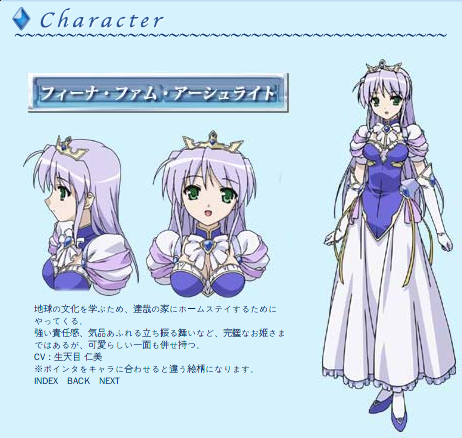 Character
フィーナ・ファム・アーシュライト
地球の文化を学ぶため、達哉の家にホームステイするために
やってくる。
強い責任感、気品あふれる立ち振る舞いなど、完璧なお姫さま
ではあるが、可愛らしい一面も併せ持つ。
CV:生天目 仁美
※ポインタをキャラに合わせると違う絵柄になります。
INDEX BACK NEXT